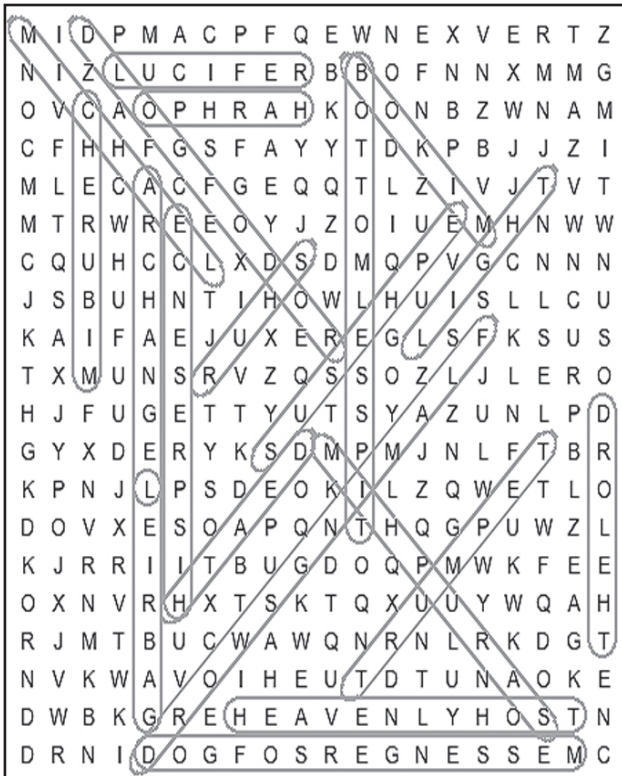 M I D P M A C P F Q E W N E X V E R T Z
N I Z L U C I F E R B B O F N N X M M G
O V C A O P H R A H K O O N B Z W N A M
C F H H F G S F A Y Y T D K P B J J Z I
M L E C A C F G E Q Q T L Z I V J T V T
M T R W R E E O Y J Z O I U E M H N W W
C Q U H C C L X D S D M Q P V G C N N N
J S B U H N T I H O W L H U I S L L C U
K A I F A E J U X E R E G L S F K S U S
T X M U N S R V Z Q S S O Z L J L E R O
H J F U G E T T Y U T S Y A Z U N L P D
G Y X D E R Y K S D M P M J N L F T B R
K P N J L P S D E O K I L Z Q W E T L O
D O V X E S O A P Q N T H Q G P U W Z L
K J R R I I T B U G D O Q P M W K F E E
O X N V R H X T S K T Q X U U Y W Q A H
R J M T B U C W A W Q N R N L R K D G T
N V K W A V O I H E U T D T U N A O K E
D W B K G R E H E A V E N L Y H O S T N
D R N I D O G F O S R E G N E S S E M C